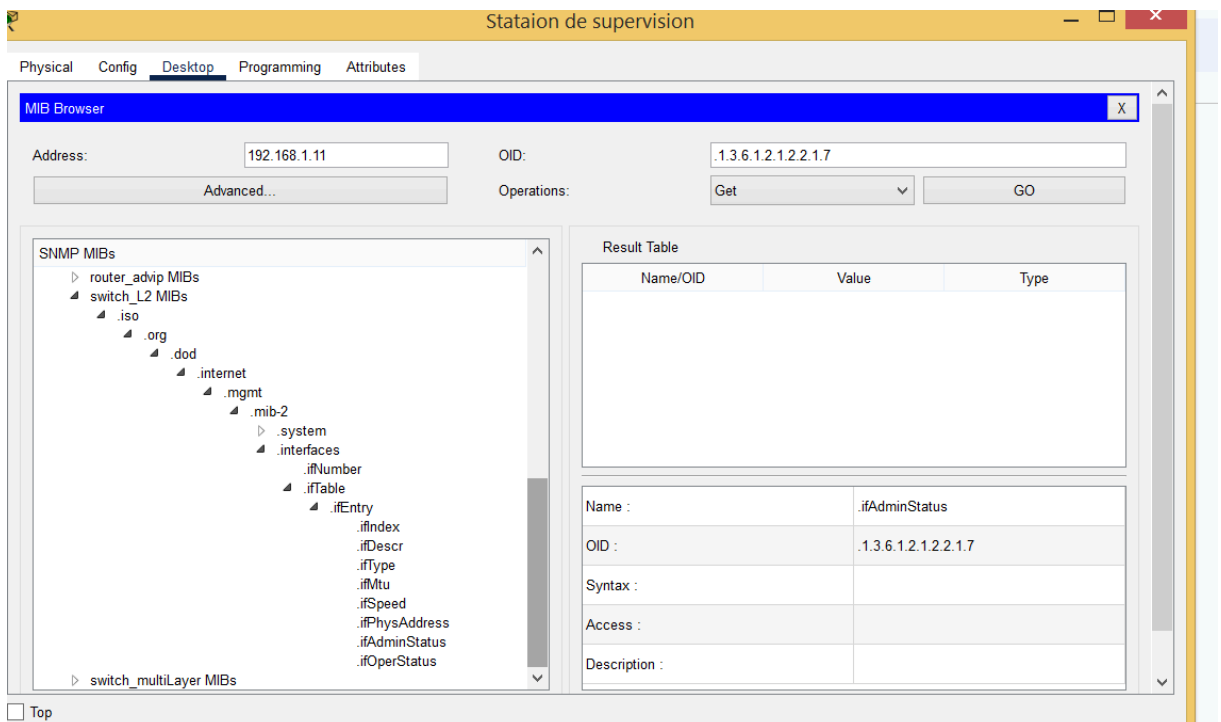 Stataion de supervision
Physical Config Desktop Programming Attributes
MIB Browser X
Address: 192.168.1.11 OID: .1.3.6.1.2.1.2.2.1.7
Advanced... Operations: Get GO
SNMP MIBs
router_advip MIBs
switch_L2 MIBs
.iso
.org
.dod
.internet
.mgmt
.mib-2
.system
.interfaces
.ifNumber
.ifTable
.ifEntry
.ifIndex
.ifDescr
.ifType
.ifMtu
.ifSpeed
.ifPhysAddress
.ifAdminStatus
.ifOperStatus
switch_multiLayer MIBs
Result Table
Name/OID Value Type
Name : .ifAdminStatus
OID : .1.3.6.1.2.1.2.2.1.7
Syntax :
Access :
Description :
Top